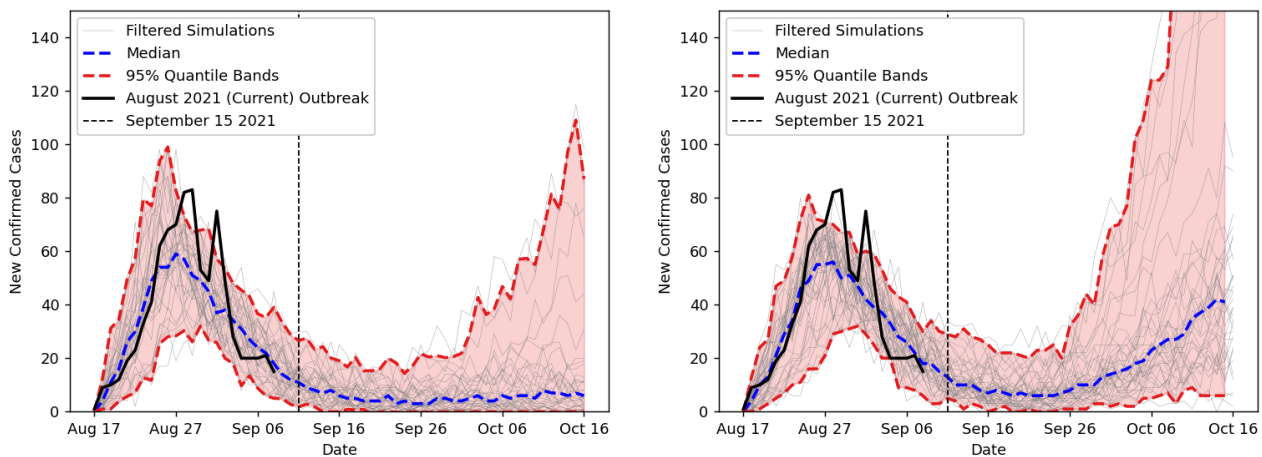 Filtered Simulations
Median
95% Quantile Bands
August 2021 (Current) Outbreak
September 15 2021
New Confirmed Cases
140
120
100
80
60
40
20
0
Aug 17 Aug 27 Sep 06 Sep 16 Sep 26 Oct 06 Oct 16
Date
Filtered Simulations
Median
95% Quantile Bands
August 2021 (Current) Outbreak
September 15 2021
New Confirmed Cases
140
120
100
80
60
40
20
0
Aug 17 Aug 27 Sep 06 Sep 16 Sep 26 Oct 06 Oct 16
Date